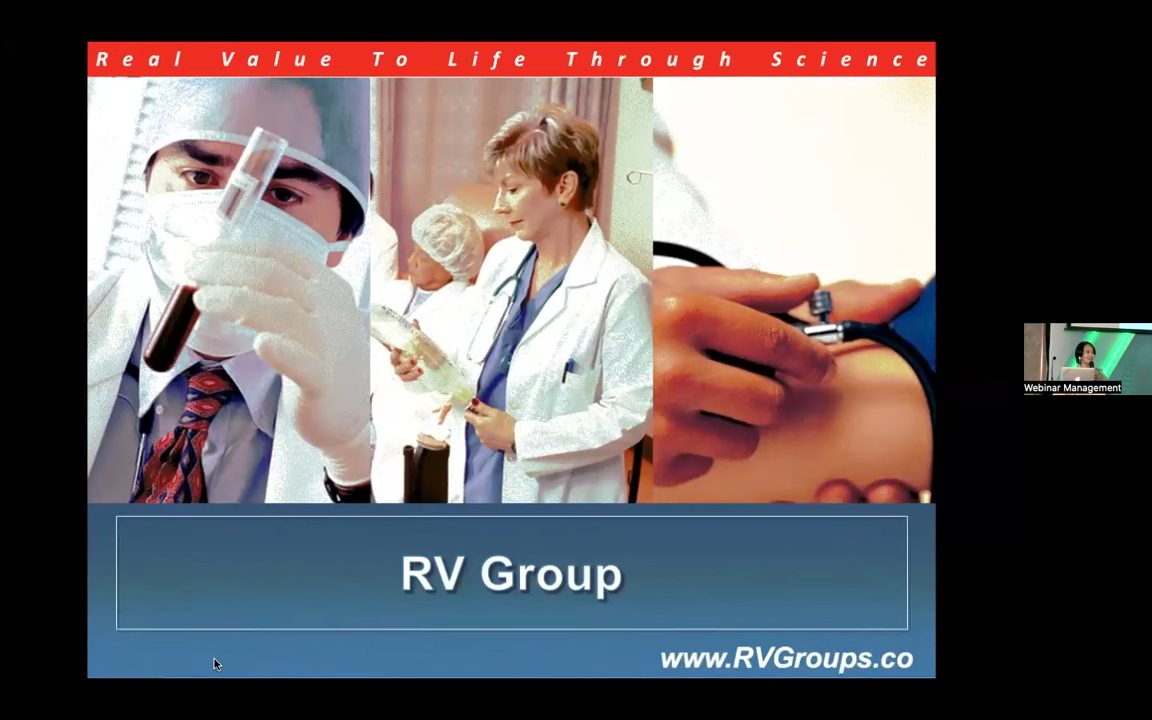 Real Value To Life Through Science
RV Group
www.RVGroups.co
Webinar Management